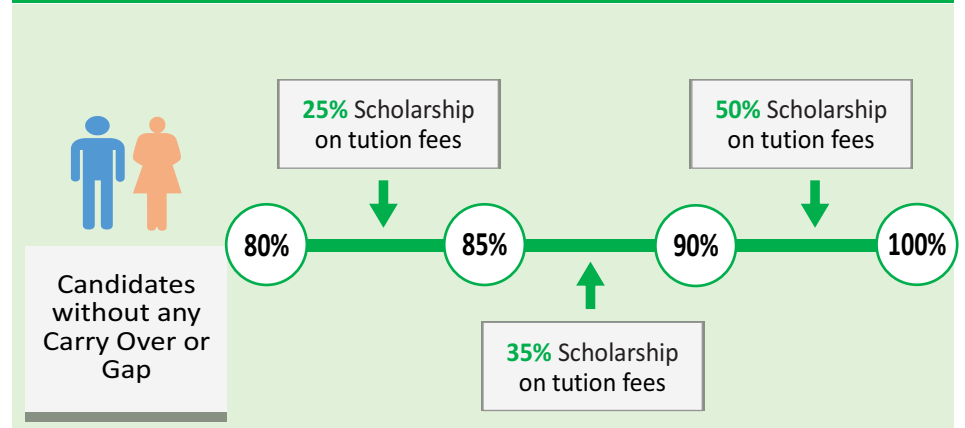 25% Scholarship
on tution fees
50% Scholarship
on tution fees
80%
85%
90%
100%
Candidates
without any
Carry Over or
Gap
35% Scholarship
on tution fees